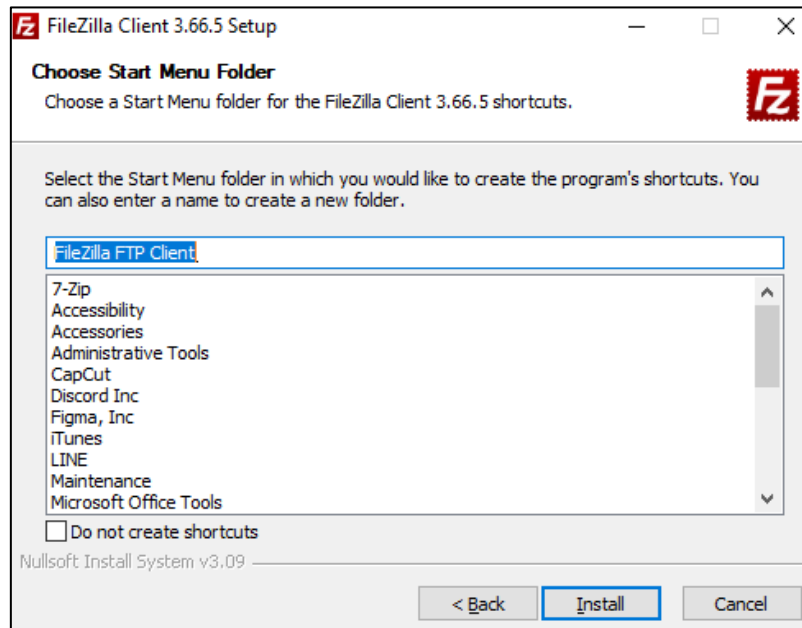 FileZilla Client 3.66.5 Setup
Choose Start Menu Folder
Choose a Start Menu folder for the FileZilla Client 3.66.5 shortcuts.
Fz
Select the Start Menu folder in which you would like to create the program's shortcuts. You
can also enter a name to create a new folder.
FileZilla FTP Client
7-Zip
Accessibility
Accessories
Administrative Tools
CapCut
Discord Inc
Figma, Inc
iTunes
LINE
Maintenance
Microsoft Office Tools
Do not create shortcuts
Nullsoft Install System v3.09
< Back Install Cancel